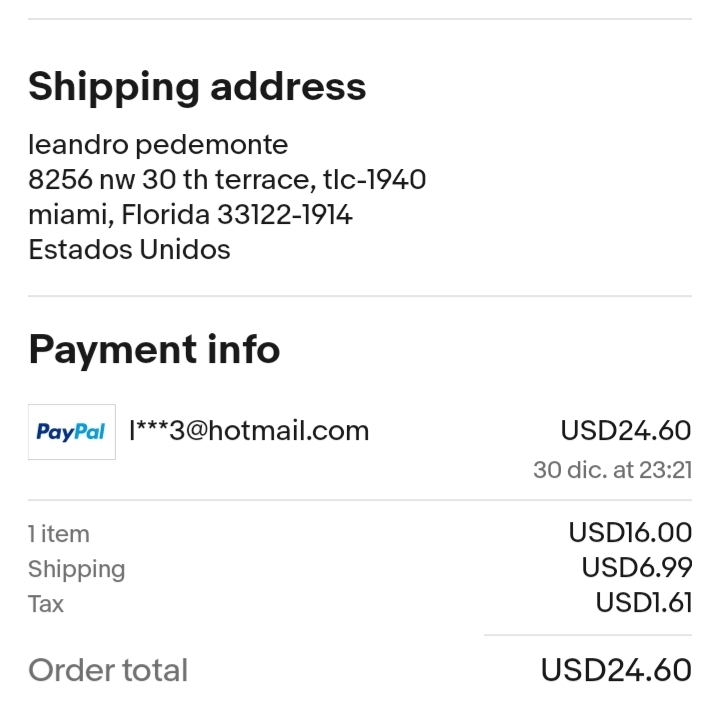 Shipping address
leandro pedemonte
8256 nw 30 th terrace, tlc-1940
miami, Florida 33122-1914
Estados Unidos
Payment info
PayPal l***3@hotmail.com USD24.60
30 dic. at 23:21
1 item USD16.00
Shipping USD6.99
Tax USD1.61
Order total USD24.60